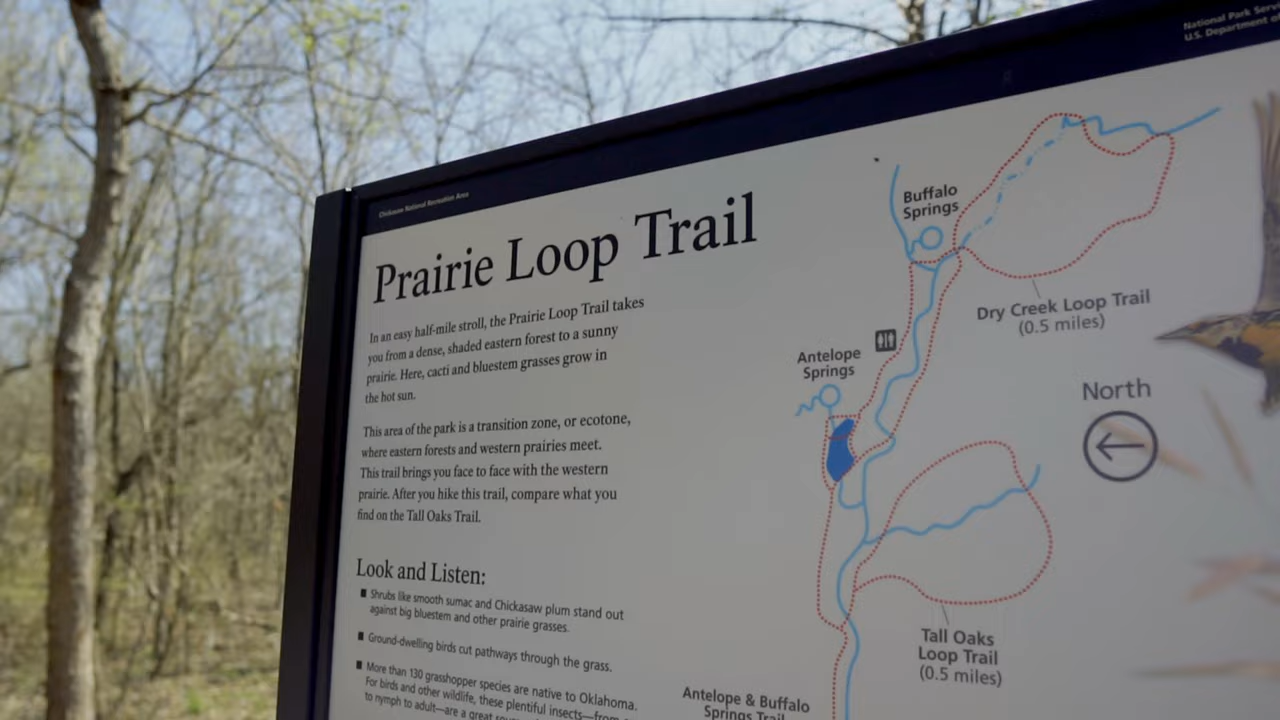 National Park Serv
U.S. Department of
Chickasaw National Recreation Area
Prairie Loop Trail
In an easy half-mile stroll, the Prairie Loop Trail takes
you from a dense, shaded eastern forest to a sunny
prairie. Here, cacti and bluestem grasses grow in
the hot sun.
This area of the park is a transition zone, or ecotone,
where eastern forests and western prairies meet.
This trail brings you face to face with the western
prairie. After you hike this trail, compare what you
find on the Tall Oaks Trail.
Look and Listen:
■ Shrubs like smooth sumac and Chickasaw plum stand out
against big bluestem and other prairie grasses.
■ Ground-dwelling birds cut pathways through the grass.
■ More than 130 grasshopper species are native to Oklahoma.
For birds and other wildlife, these plentiful insects—from
to nymph to adult—are a great
Buffalo
Springs
Dry Creek Loop Trail
(0.5 miles)
Antelope
Springs
North
Tall Oaks
Loop Trail
(0.5 miles)
Antelope & Buffalo
Springs Trail